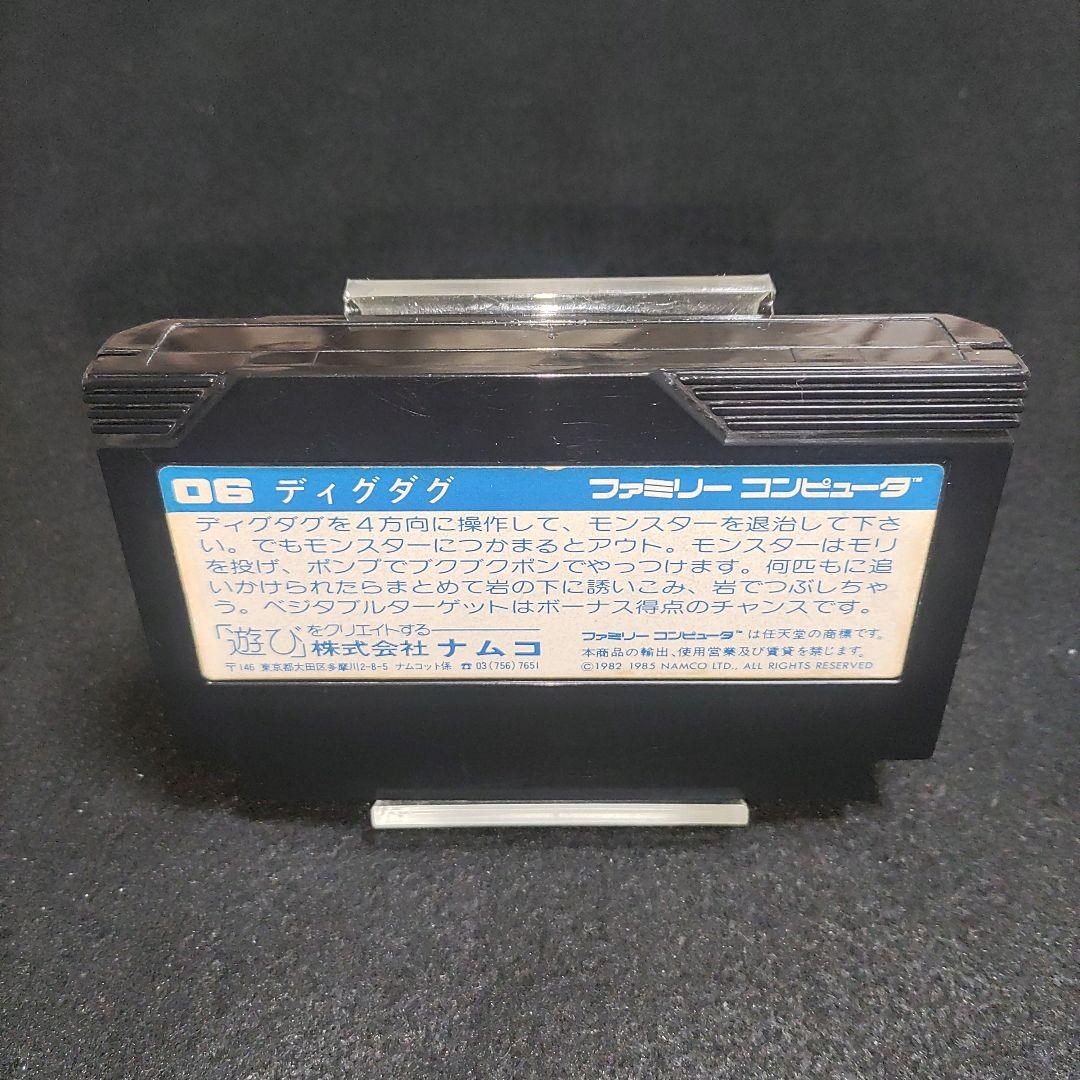 06 ディグダグ ファミリー コンピュータ™
ディグダグを4方向に操作して、モンスターを退治して下さ
い。でもモンスターにつかまるとアウト。モンスターはモリ
を投げ、ポンプでブクブクポンでやっつけます。何匹もに追
いかけられたらまとめて岩の下に誘いこみ、岩でつぶしちゃ
う。ベジタブルターゲットはボーナス得点のチャンスです。
「遊び」をクリエイトする
株式会社 ナムコ
〒146 東京都大田区多摩川2-8-5 ナムコット係 ☎03(756)7651
ファミリー コンピュータ™は任天堂の商標です。
本商品の輸出、使用営業及び賃貸を禁じます。
©1982 1985 NAMCO LTD., ALL RIGHTS RESERVED